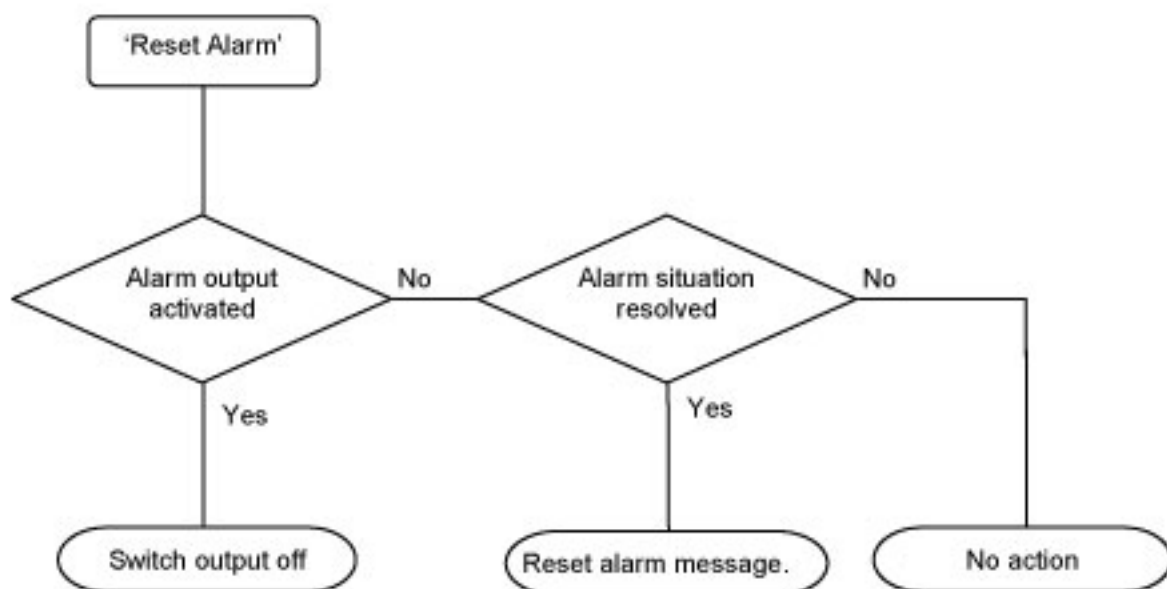 ‘Reset Alarm’
Alarm output
activated
No
Alarm situation
resolved
No
Yes
Yes
Switch output off
Reset alarm message.
No action